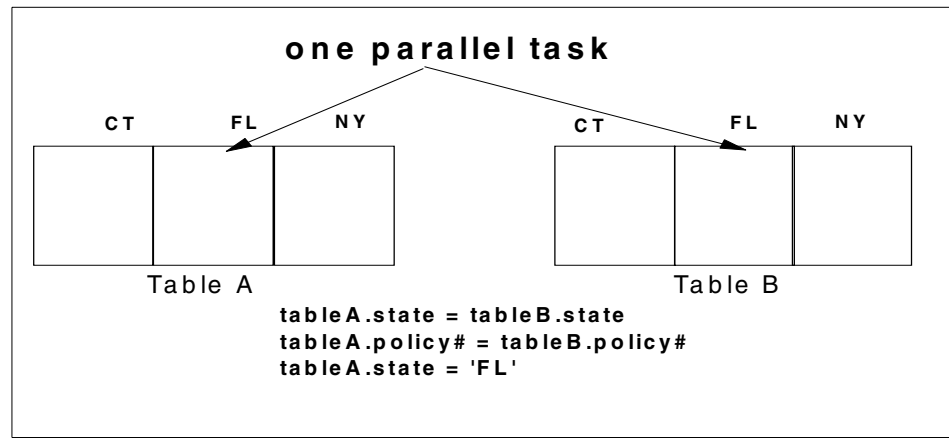 one parallel task
CT FL NY CT FL NY
Table A Table B
tableA.state = tableB.state
tableA.policy# = tableB.policy#
tableA.state = 'FL'